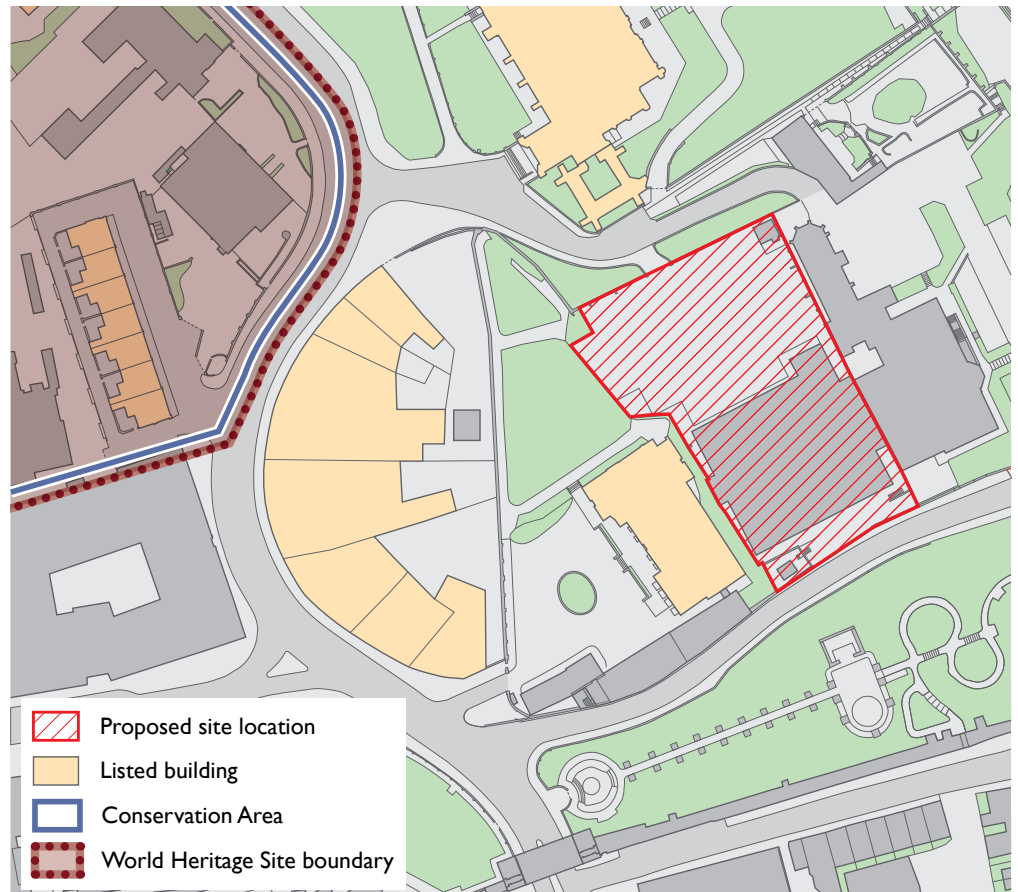 Proposed site location
Listed building
Conservation Area
World Heritage Site boundary